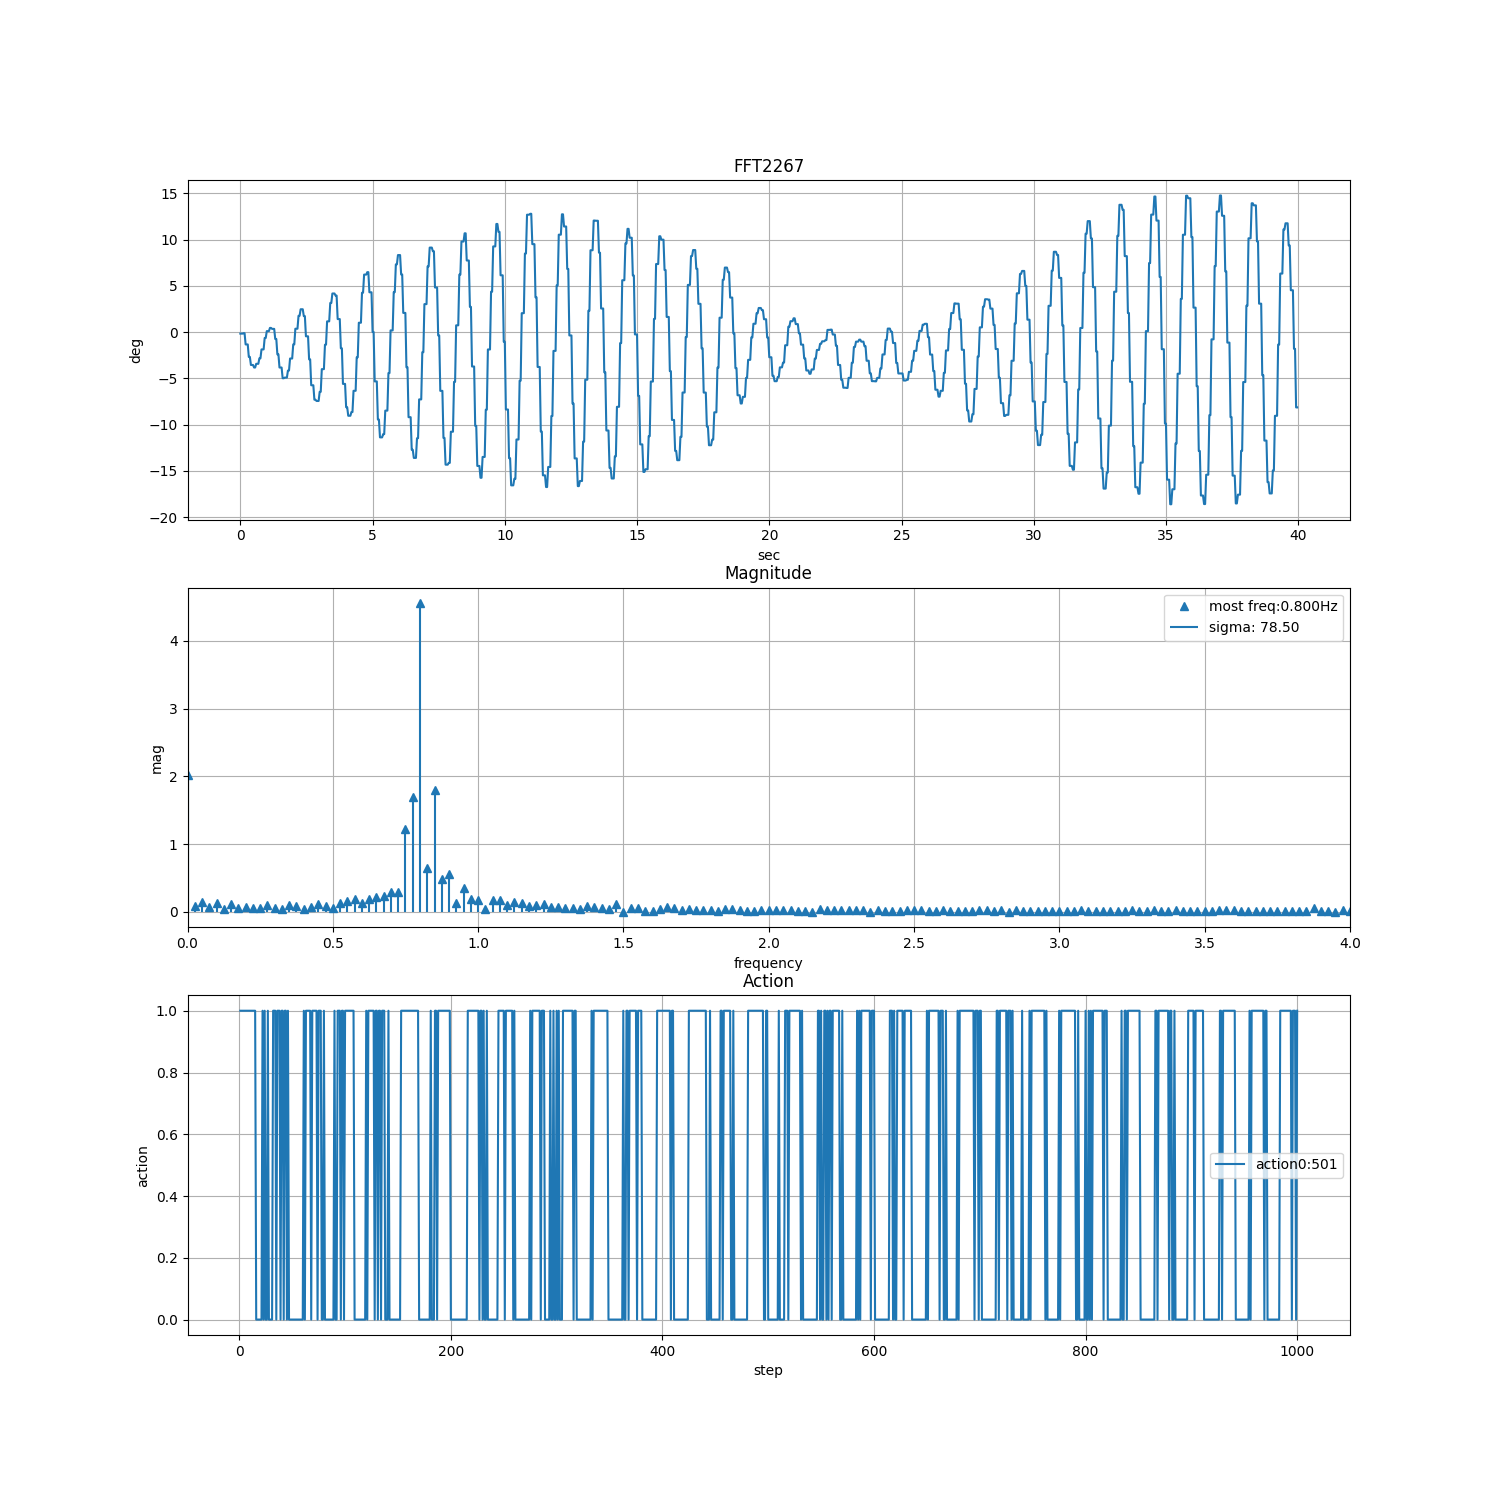 FFT2267
15
10
5
0
−5
−10
−15
−20
deg
0 5 10 15 20 25 30 35 40
sec
Magnitude
most freq:0.800Hz
sigma: 78.50
4
3
2
1
0
mag
0.0 0.5 1.0 1.5 2.0 2.5 3.0 3.5 4.0
frequency
Action
1.0
0.8
0.6
0.4
0.2
0.0
action
action0:501
0 200 400 600 800 1000
step